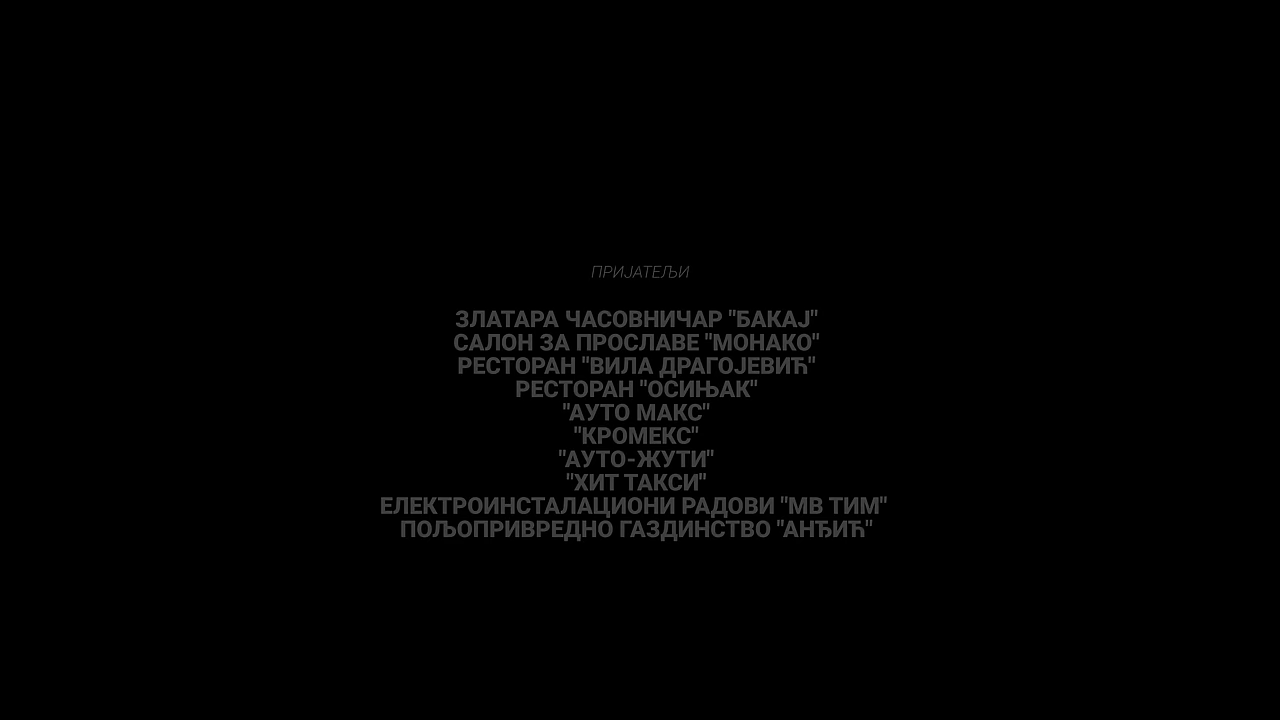 ПРИЈАТЕЉИ
ЗЛАТАРА ЧАСОВНИЧАР "БАКАЈ"
САЛОН ЗА ПРОСЛАВЕ "МОНАКО"
РЕСТОРАН "ВИЛА ДРАГОЈЕВИЋ"
РЕСТОРАН "ОСИЊАК"
"АУТО МАКС"
"КРОМЕКС"
"АУТО-ЖУТИ"
"ХИТ ТАКСИ"
ЕЛЕКТРОИНСТАЛАЦИОНИ РАДОВИ "МВ ТИМ"
ПОЉОПРИВРЕДНО ГАЗДИНСТВО "АНЂИЋ"